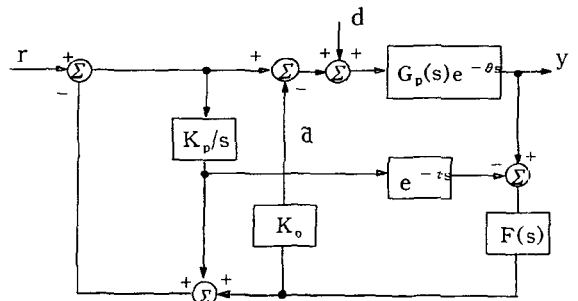 d
r
+
Σ
−
+
Σ
−
+
Σ
+
G_p(s)e^{-θs}
y
K_p/s
ã
e^{-τs}
−
+
Σ
K_o
F(s)
+
Σ
+